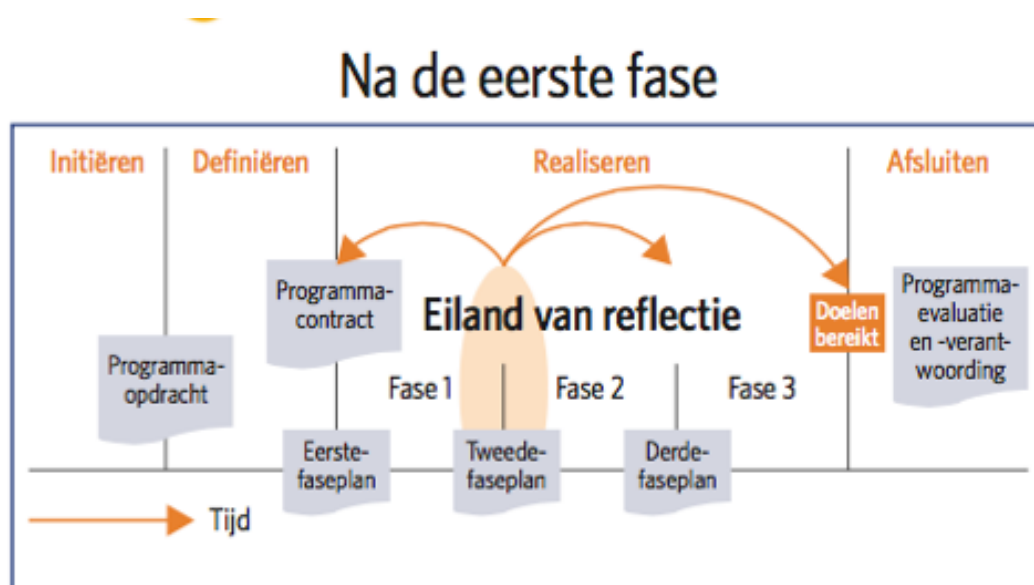 Na de eerste fase
Initiëren
Definiëren
Realiseren
Afsluiten
Programma-
contract
Eiland van reflectie
Doelen
bereikt
Programma-
evaluatie
en -verant-
woording
Programma-
opdracht
Fase 1
Fase 2
Fase 3
Eerste-
faseplan
Tweede-
faseplan
Derde-
faseplan
Tijd